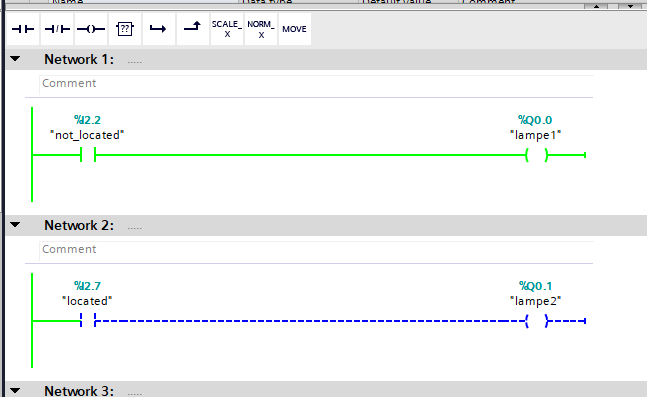 Name Data type Default value Comment
?? SCALE_X NORM_X MOVE
Network 1: .....
Comment
%I2.2 %Q0.0
"not_located" "lampe1"
Network 2: .....
Comment
%I2.7 %Q0.1
"located" "lampe2"
Network 3: .....